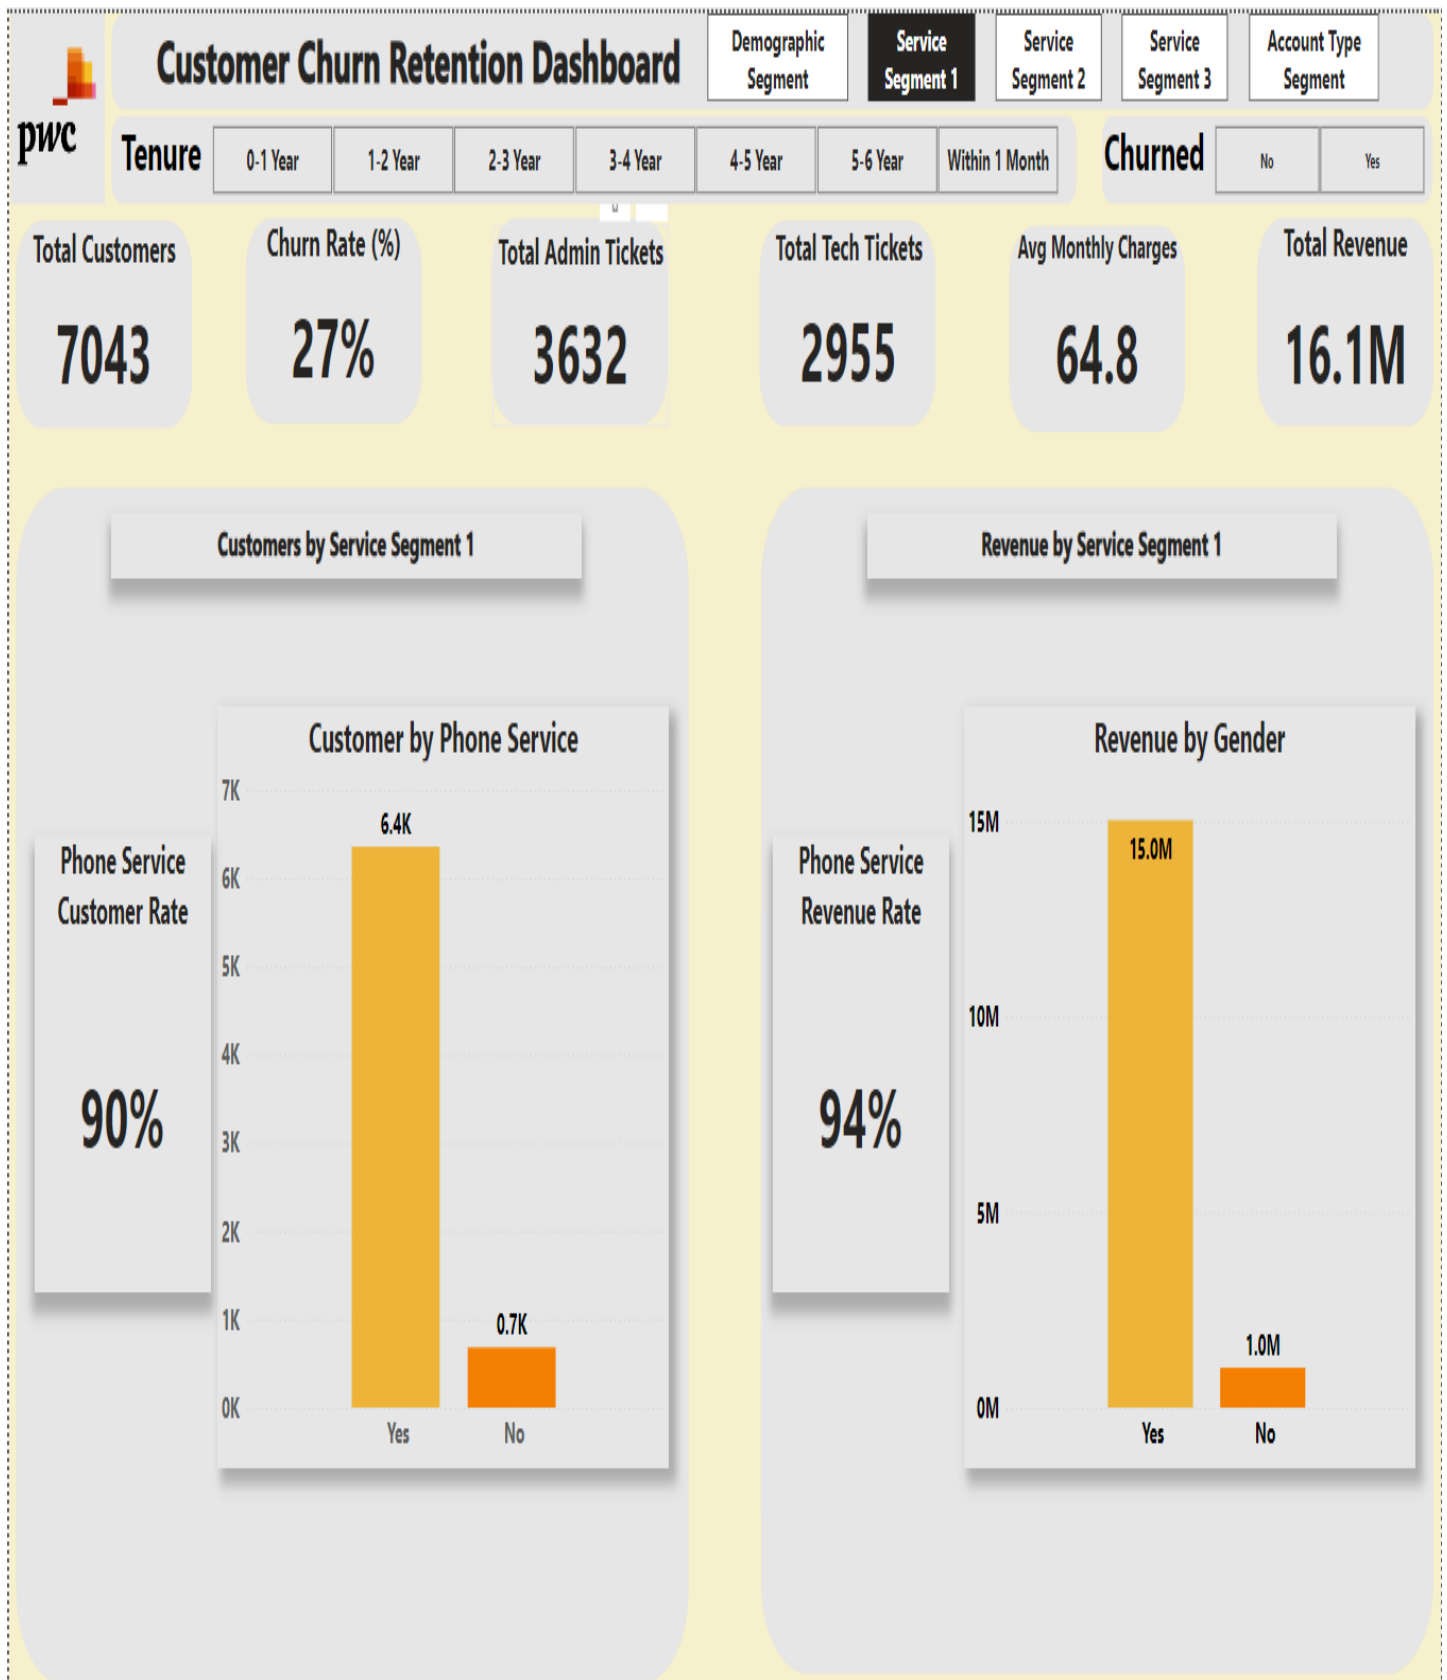 pwc
Customer Churn Retention Dashboard
Demographic
Segment
Service
Segment 1
Service
Segment 2
Service
Segment 3
Account Type
Segment
Tenure
0-1 Year
1-2 Year
2-3 Year
3-4 Year
4-5 Year
5-6 Year
Within 1 Month
Churned
No
Yes
Total Customers
7043
Churn Rate (%)
27%
Total Admin Tickets
3632
Total Tech Tickets
2955
Avg Monthly Charges
64.8
Total Revenue
16.1M
Customers by Service Segment 1
Phone Service
Customer Rate
90%
Customer by Phone Service
7K
6K
5K
4K
3K
2K
1K
0K
6.4K
0.7K
Yes
No
Revenue by Service Segment 1
Phone Service
Revenue Rate
94%
Revenue by Gender
15M
10M
5M
0M
15.0M
1.0M
Yes
No